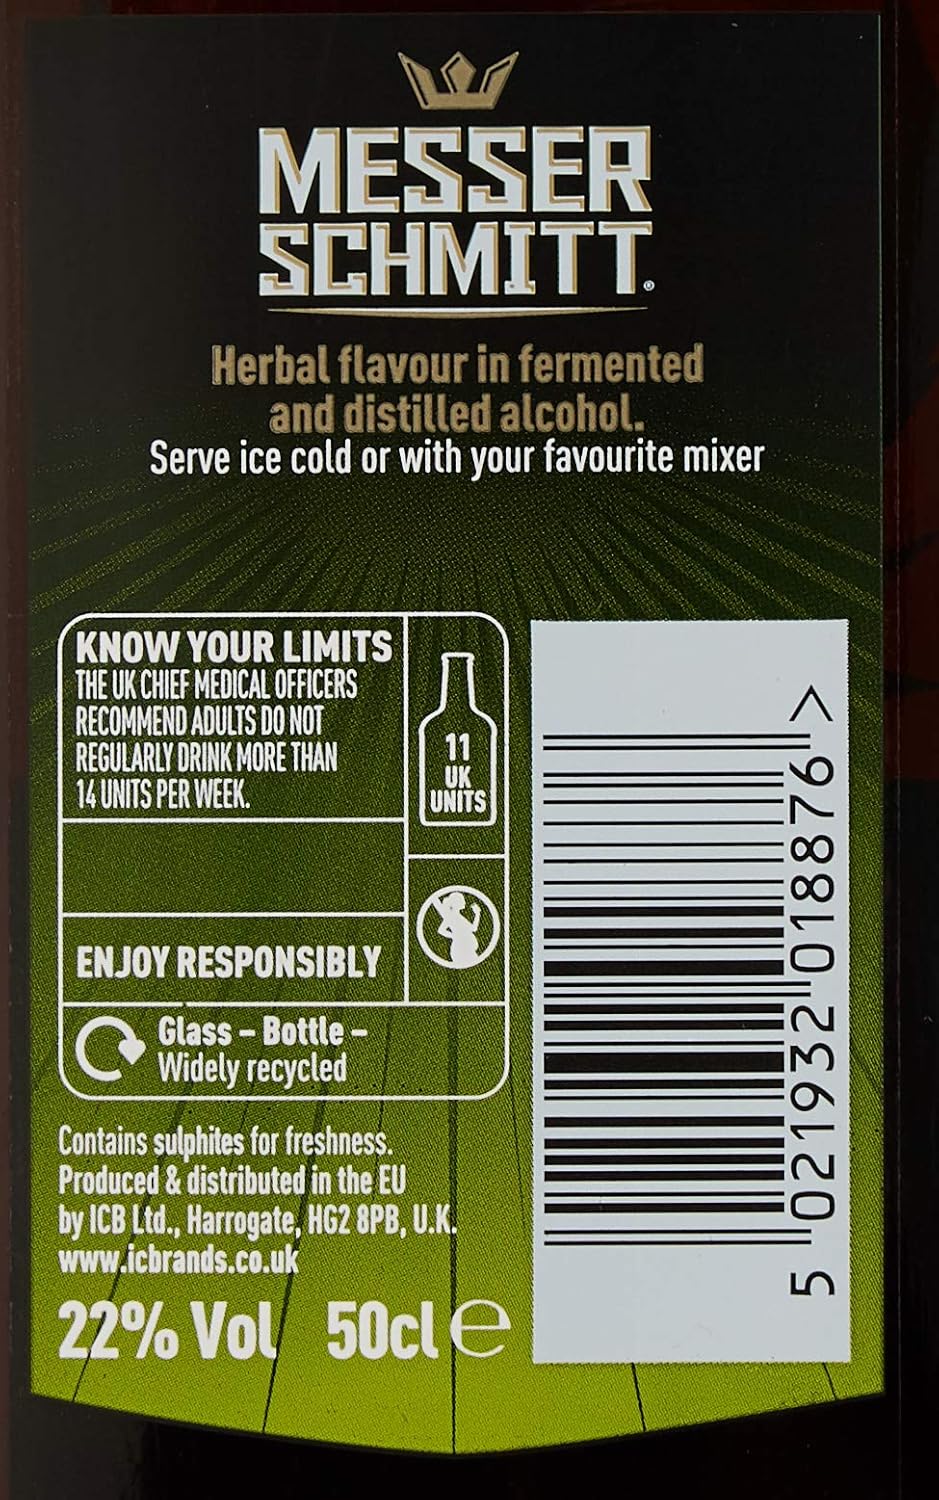 MESSER
SCHMITT®
Herbal flavour in fermented
and distilled alcohol.
Serve ice cold or with your favourite mixer
KNOW YOUR LIMITS
THE UK CHIEF MEDICAL OFFICERS
RECOMMEND ADULTS DO NOT
REGULARLY DRINK MORE THAN
14 UNITS PER WEEK.
11
UK
UNITS
ENJOY RESPONSIBLY
Glass – Bottle –
Widely recycled
Contains sulphites for freshness.
Produced & distributed in the EU
by ICB Ltd., Harrogate, HG2 8PB, U.K.
www.icbrands.co.uk
22% Vol 50cl ℮
5 021932 018876 >